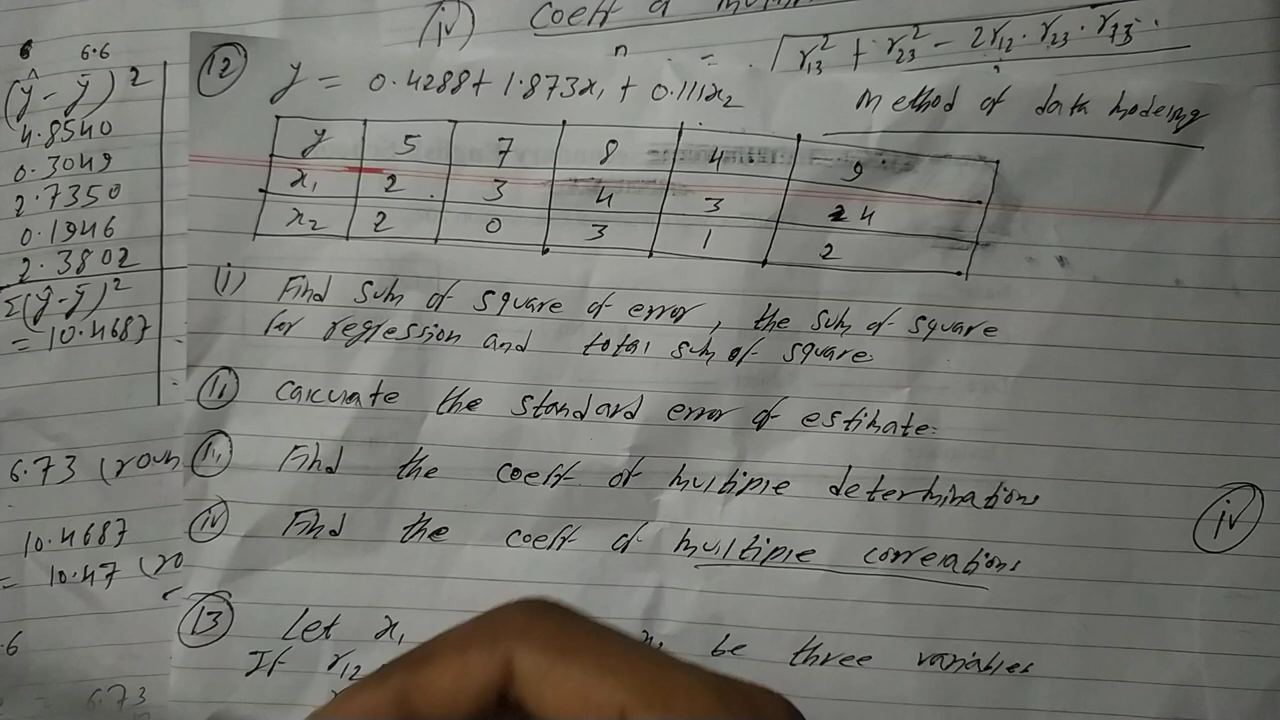 (iv) Coeff of
= √r₁₃² + r₂₃² - 2r₁₂ · r₂₃ · r₁₃
6 6.6
(ŷ - ȳ)²
4.8540
0.3049
2.7350
0.1946
2.3802
Σ(ŷ-ȳ)²
= 10.4687
6.73 (roun
10.4687
= 10.47 (ro
.6
6.73
(12) ŷ = 0.4288 + 1.873x₁ + 0.111x₂
method of data modeing
y 5 7 8 4 9
x₁ 2 3 4 3 4
x₂ 2 0 3 1 2
(i) Find sum of square of error, the sum of square
for regression and total sum of square.
(ii) calcuate the standard error of estimate.
(iii) Find the coeff of multiple determinations
(iv) Find the coeff of multiple correations
(iv)
(13) Let x₁ be three variables
If r₁₂